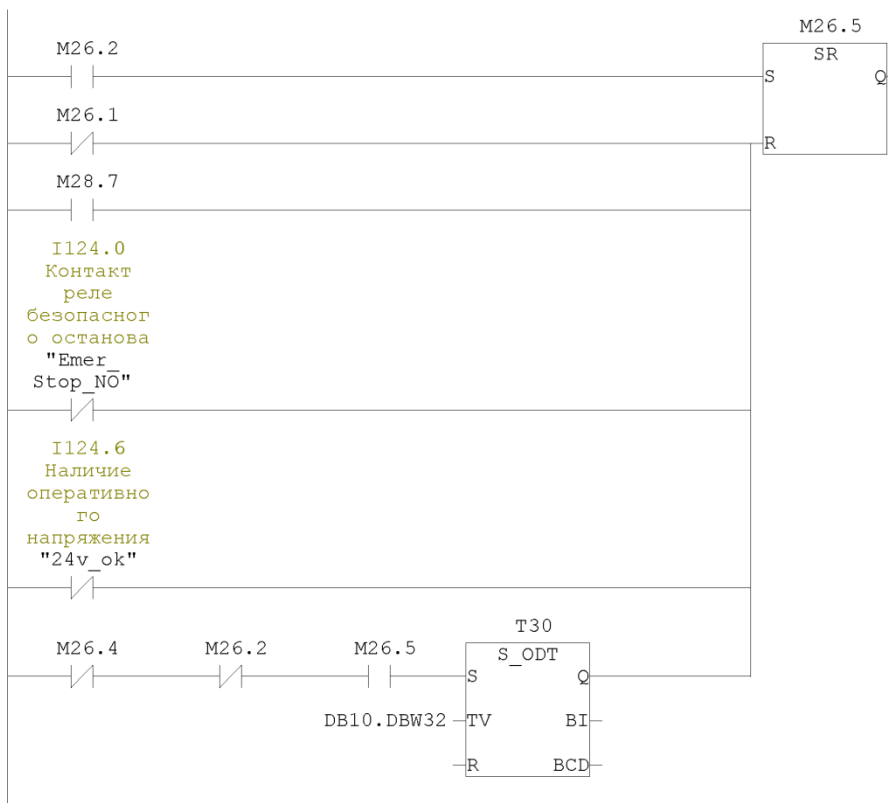 M26.5
M26.2
SR
S
Q
M26.1
R
M28.7
I124.0
Контакт
реле
безопасног
о останова
"Emer_
Stop_NO"
I124.6
Наличие
оперативно
го
напряжения
"24v_ok"
T30
M26.4
M26.2
M26.5
S_ODT
S
Q
DB10.DBW32
TV
BI
R
BCD